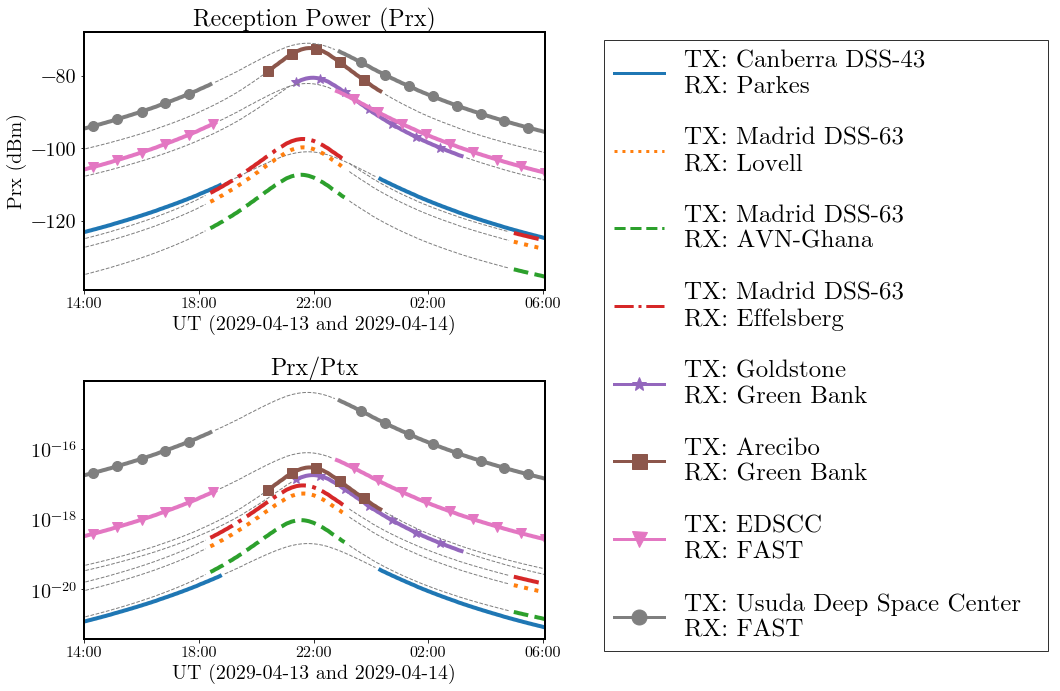 Reception Power (Prx)
Prx (dBm)
−80
−100
−120
14:00 18:00 22:00 02:00 06:00
UT (2029-04-13 and 2029-04-14)
Prx/Ptx
10⁻¹⁶
10⁻¹⁸
10⁻²⁰
14:00 18:00 22:00 02:00 06:00
UT (2029-04-13 and 2029-04-14)
TX: Canberra DSS-43
RX: Parkes
TX: Madrid DSS-63
RX: Lovell
TX: Madrid DSS-63
RX: AVN-Ghana
TX: Madrid DSS-63
RX: Effelsberg
TX: Goldstone
RX: Green Bank
TX: Arecibo
RX: Green Bank
TX: EDSCC
RX: FAST
TX: Usuda Deep Space Center
RX: FAST